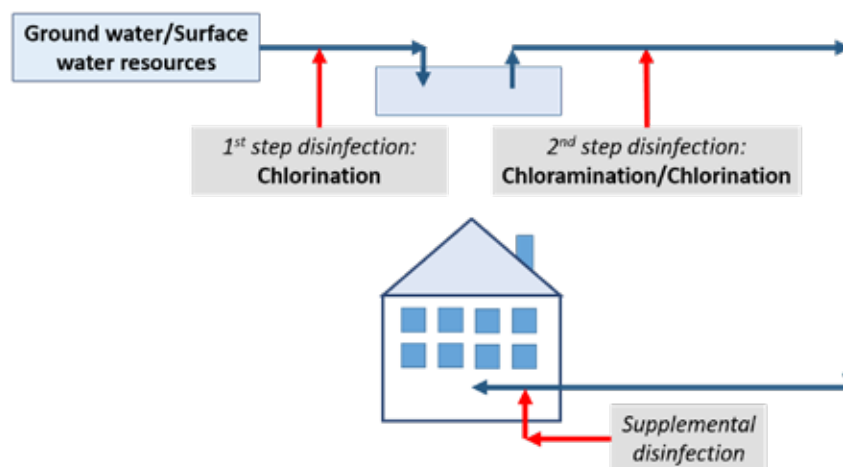 Ground water/Surface
water resources
1st step disinfection:
Chlorination
2nd step disinfection:
Chloramination/Chlorination
Supplemental
disinfection